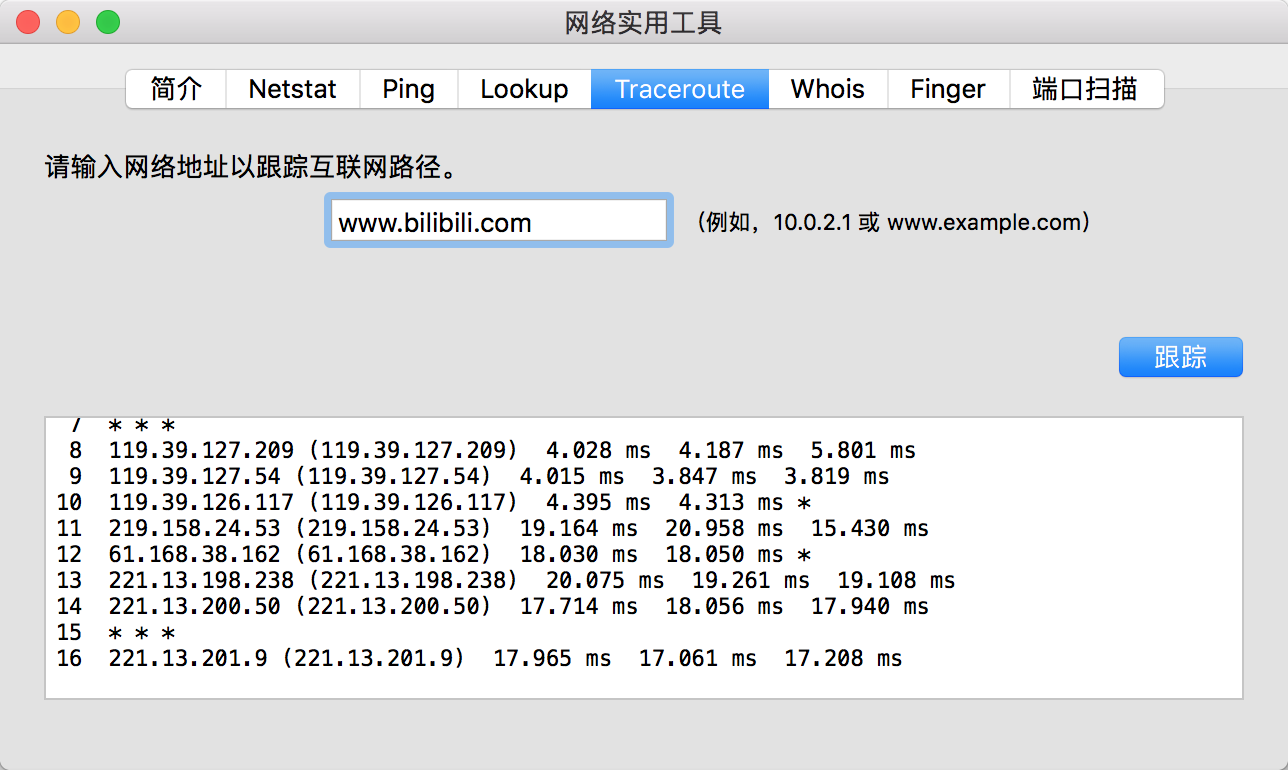 网络实用工具
简介 Netstat Ping Lookup Traceroute Whois Finger 端口扫描
请输入网络地址以跟踪互联网路径。
www.bilibili.com （例如，10.0.2.1 或 www.example.com）
跟踪
7 * * *
8 119.39.127.209 (119.39.127.209) 4.028 ms 4.187 ms 5.801 ms
9 119.39.127.54 (119.39.127.54) 4.015 ms 3.847 ms 3.819 ms
10 119.39.126.117 (119.39.126.117) 4.395 ms 4.313 ms *
11 219.158.24.53 (219.158.24.53) 19.164 ms 20.958 ms 15.430 ms
12 61.168.38.162 (61.168.38.162) 18.030 ms 18.050 ms *
13 221.13.198.238 (221.13.198.238) 20.075 ms 19.261 ms 19.108 ms
14 221.13.200.50 (221.13.200.50) 17.714 ms 18.056 ms 17.940 ms
15 * * *
16 221.13.201.9 (221.13.201.9) 17.965 ms 17.061 ms 17.208 ms